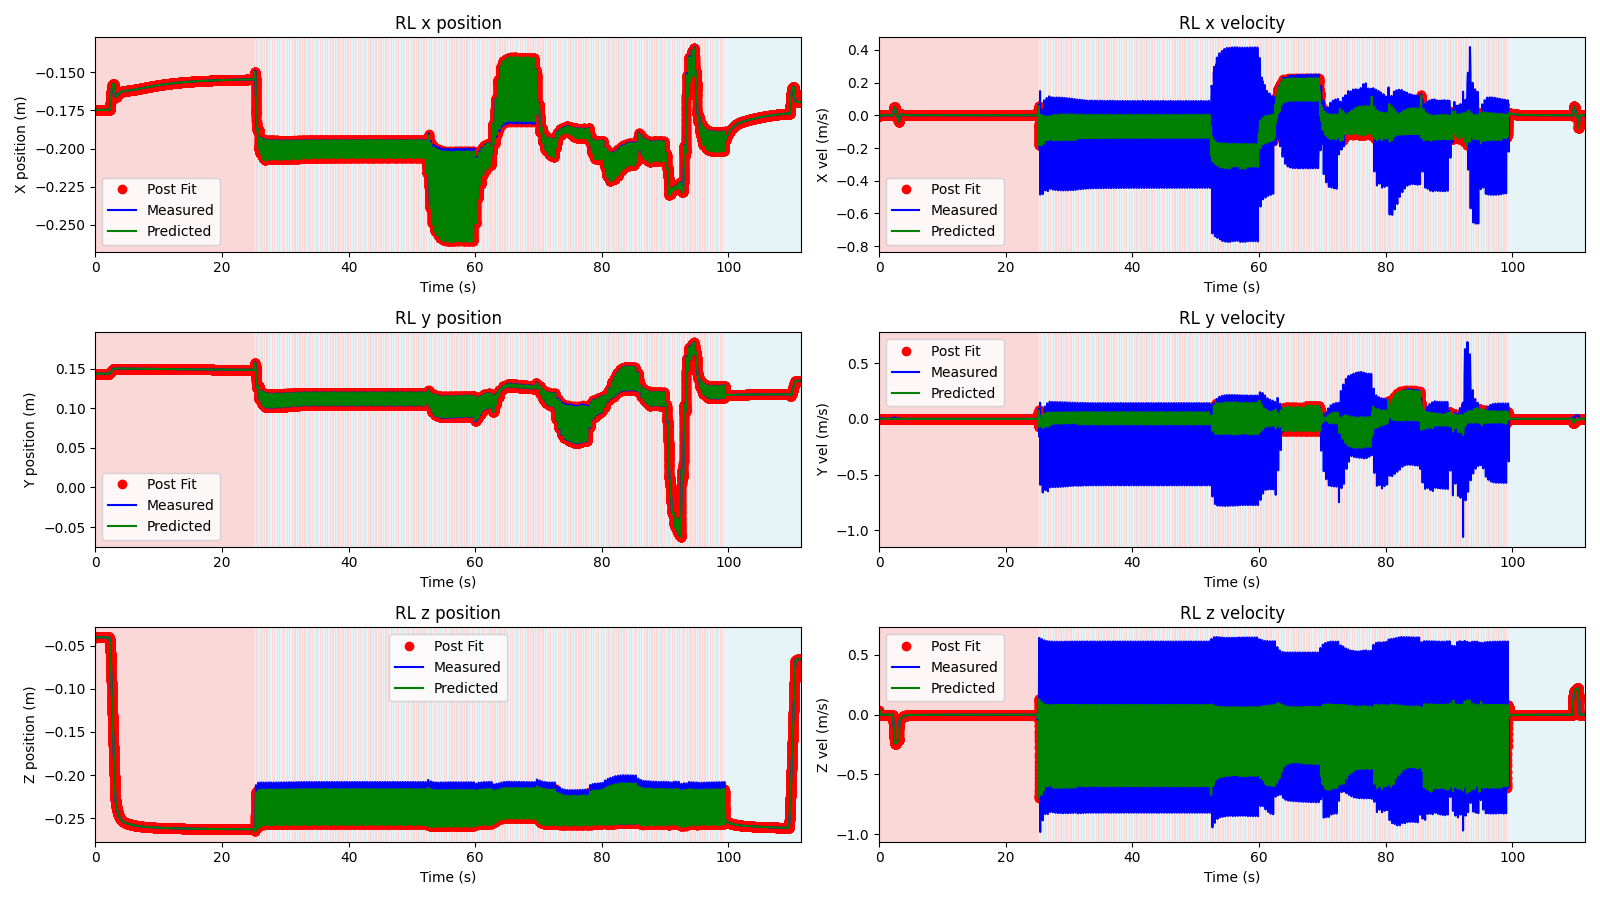 RL x position
X position (m)
−0.150
−0.175
−0.200
−0.225
−0.250
Post Fit
Measured
Predicted
0 20 40 60 80 100
Time (s)
RL x velocity
X vel (m/s)
0.4
0.2
0.0
−0.2
−0.4
−0.6
−0.8
Post Fit
Measured
Predicted
0 20 40 60 80 100
Time (s)
RL y position
Y position (m)
0.15
0.10
0.05
0.00
−0.05
Post Fit
Measured
Predicted
0 20 40 60 80 100
Time (s)
RL y velocity
Y vel (m/s)
0.5
0.0
−0.5
−1.0
Post Fit
Measured
Predicted
0 20 40 60 80 100
Time (s)
RL z position
Z position (m)
−0.05
−0.10
−0.15
−0.20
−0.25
Post Fit
Measured
Predicted
0 20 40 60 80 100
Time (s)
RL z velocity
Z vel (m/s)
0.5
0.0
−0.5
−1.0
Post Fit
Measured
Predicted
0 20 40 60 80 100
Time (s)